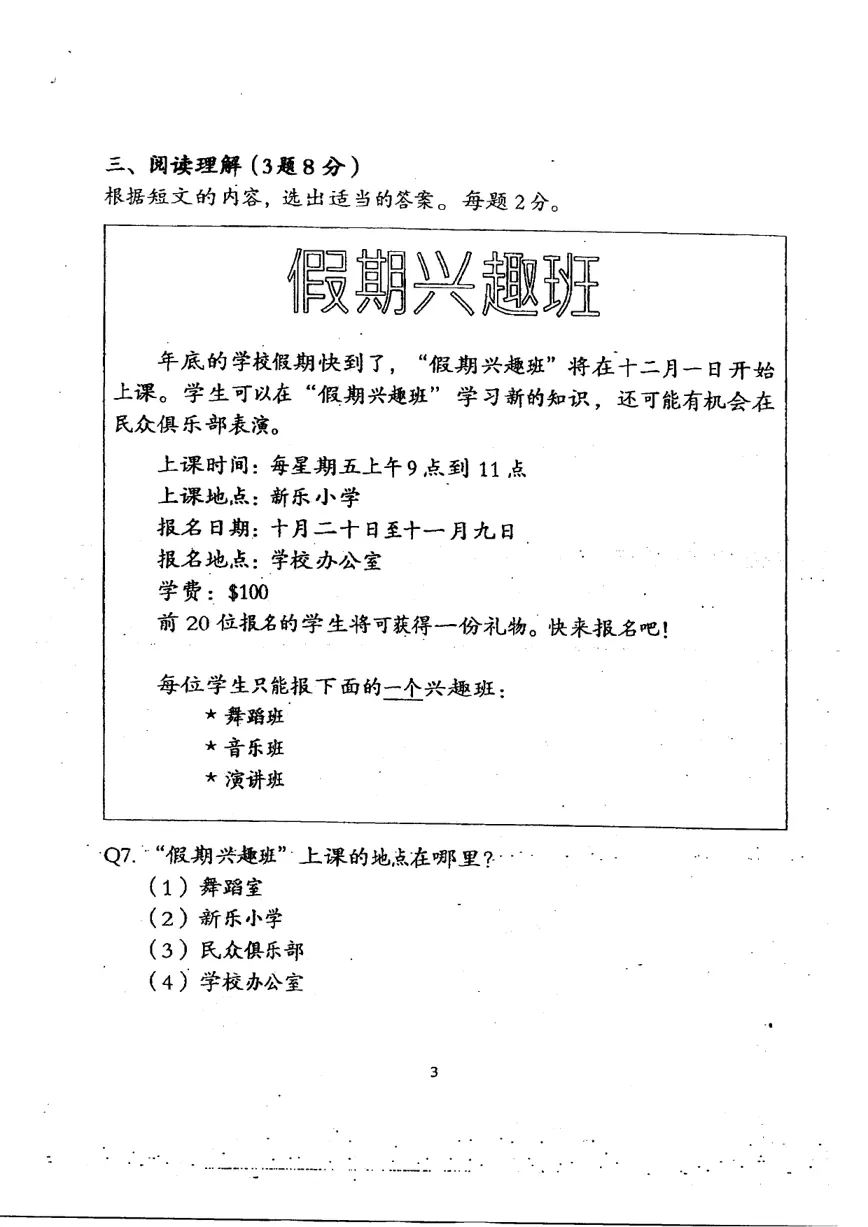 三、阅读理解（3题8分）
根据短文的内容，选出适当的答案。每题2分。
假期兴趣班
年底的学校假期快到了，“假期兴趣班”将在十二月一日开始
上课。学生可以在“假期兴趣班”学习新的知识，还可能有机会在
民众俱乐部表演。
上课时间：每星期五上午9点到11点
上课地点：新乐小学
报名日期：十月二十日至十一月九日
报名地点：学校办公室
学费：$100
前20位报名的学生将可获得一份礼物。快来报名吧！
每位学生只能报下面的一个兴趣班：
* 舞蹈班
* 音乐班
* 演讲班
Q7. “假期兴趣班”上课的地点在哪里？
（1）舞蹈室
（2）新乐小学
（3）民众俱乐部
（4）学校办公室
3